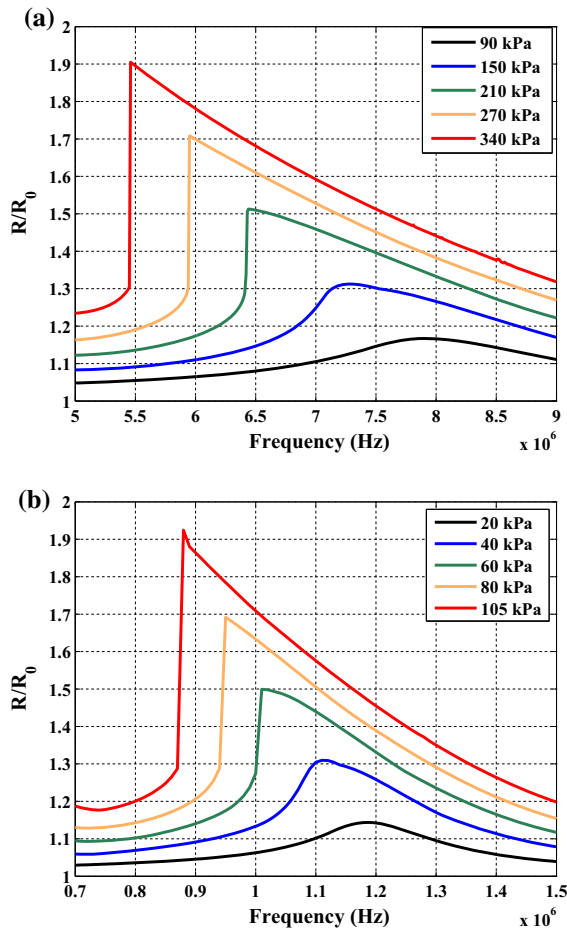 (a)
2
1.9
1.8
1.7
1.6
1.5
1.4
1.3
1.2
1.1
1
R/R0
90 kPa
150 kPa
210 kPa
270 kPa
340 kPa
5 5.5 6 6.5 7 7.5 8 8.5 9
Frequency (Hz)
x 10^6
(b)
2
1.9
1.8
1.7
1.6
1.5
1.4
1.3
1.2
1.1
1
R/R0
20 kPa
40 kPa
60 kPa
80 kPa
105 kPa
0.7 0.8 0.9 1 1.1 1.2 1.3 1.4 1.5
Frequency (Hz)
x 10^6